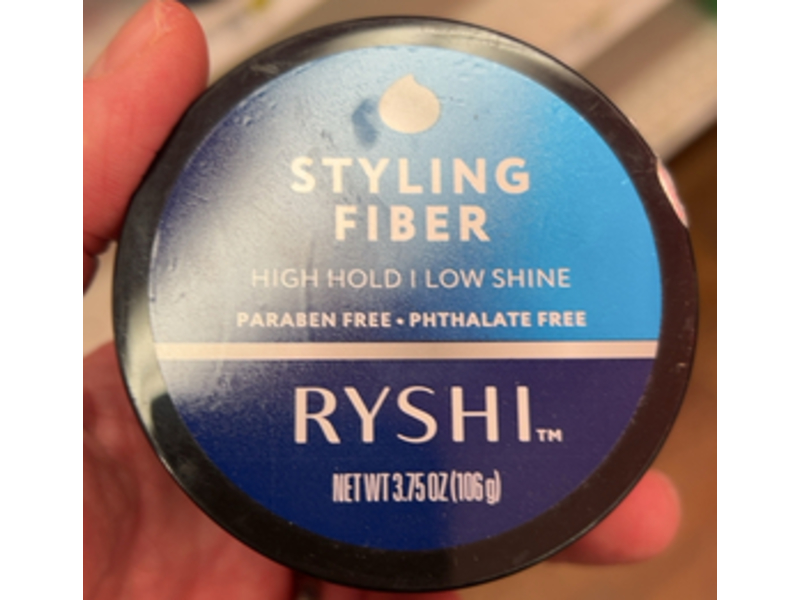 STYLING
FIBER
HIGH HOLD | LOW SHINE
PARABEN FREE • PHTHALATE FREE
RYSHI™
NET WT 3.75 OZ (106 g)